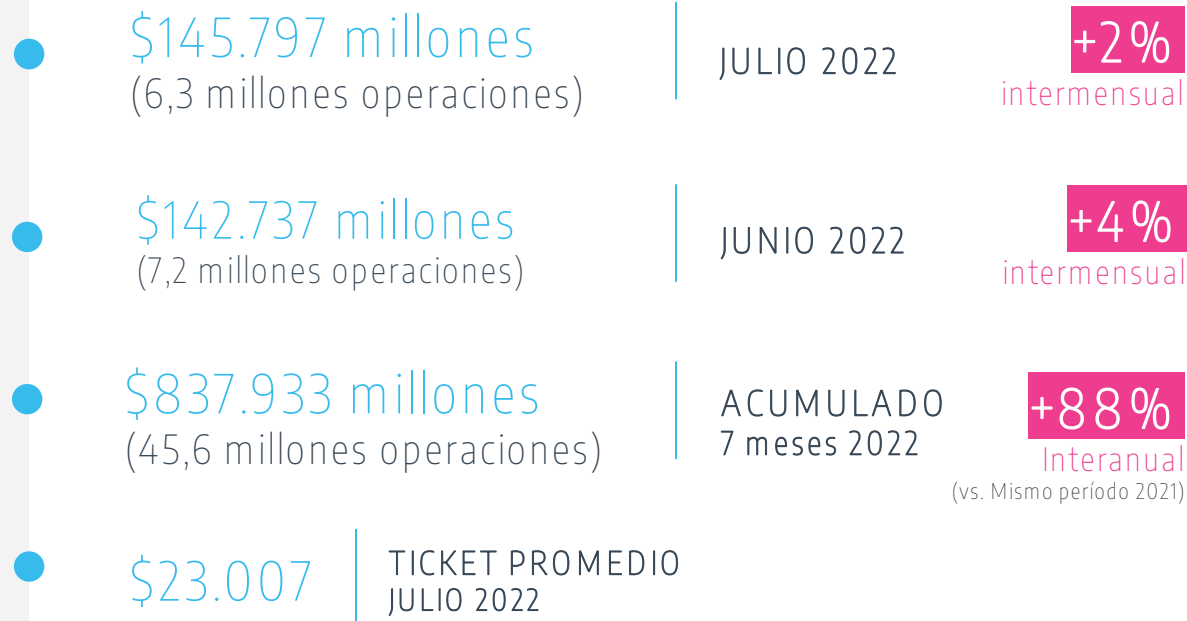 $145.797 millones
(6,3 millones operaciones)
JULIO 2022
+2%
intermensual
$142.737 millones
(7,2 millones operaciones)
JUNIO 2022
+4%
intermensual
$837.933 millones
(45,6 millones operaciones)
ACUMULADO
7 meses 2022
+88%
Interanual
(vs. Mismo período 2021)
$23.007
TICKET PROMEDIO
JULIO 2022